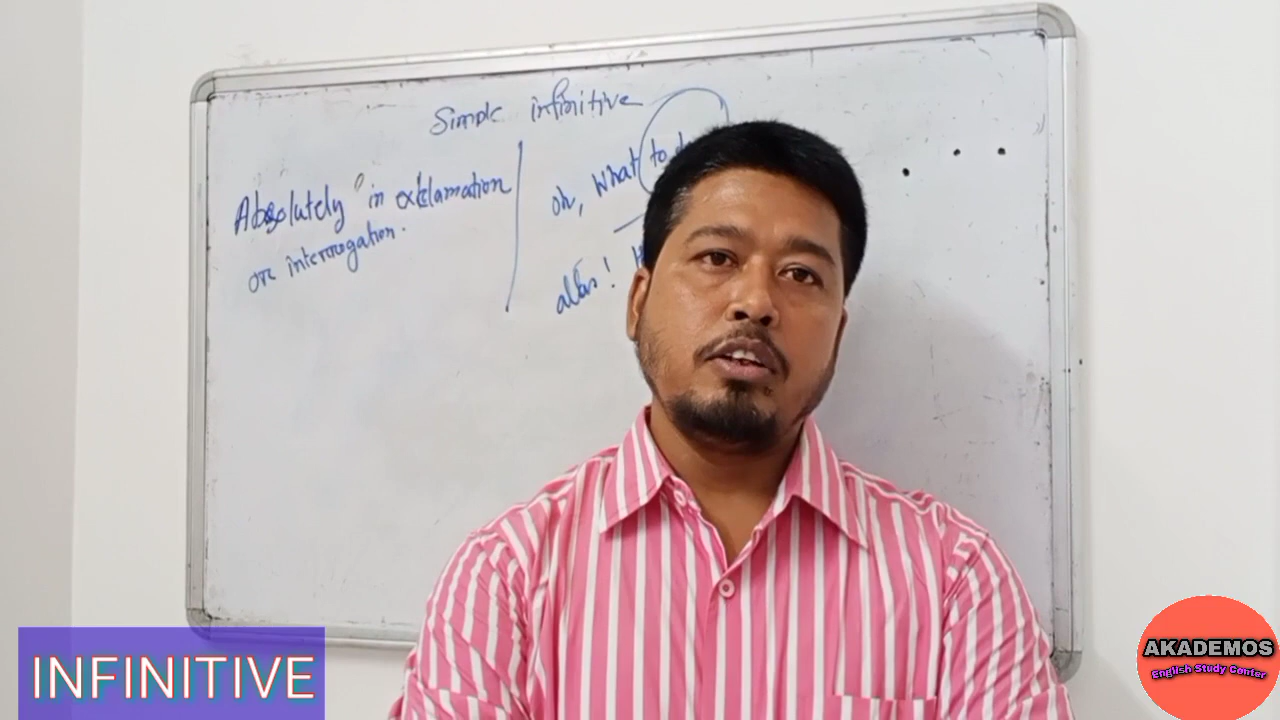 Simple infinitive
Absolutely in exclamation
or interrogation.
oh, what to
alas!
INFINITIVE
AKADEMOS
English Study Center